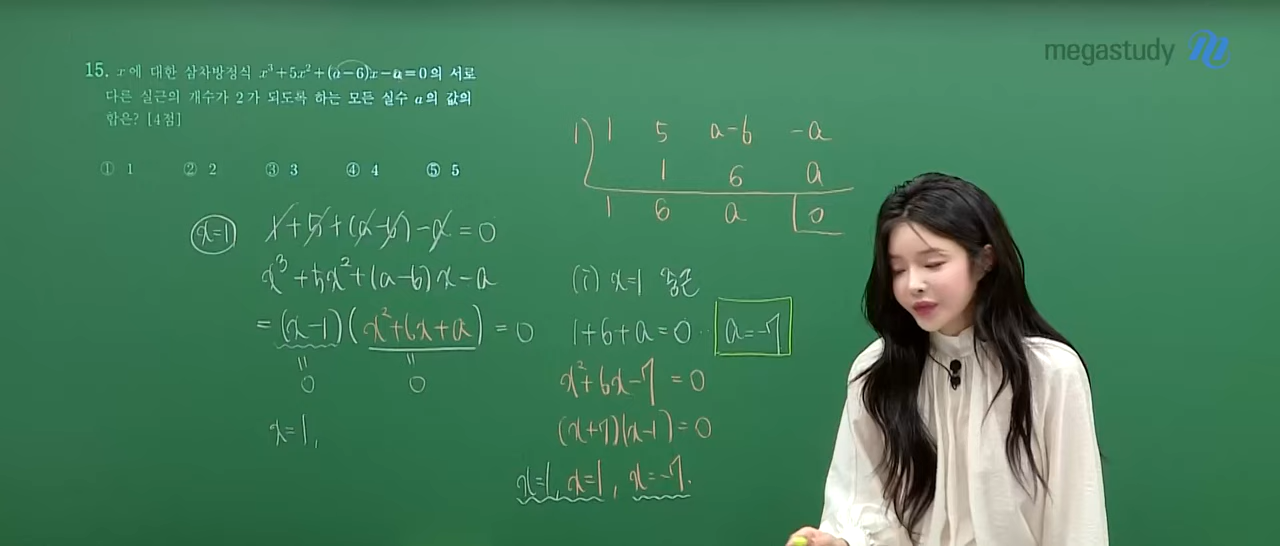 megastudy
15. x에 대한 삼차방정식 x³+5x²+(a-6)x-a=0의 서로
다른 실근의 개수가 2가 되도록 하는 모든 실수 a의 값의
합은? [4점]
① 1 ② 2 ③ 3 ④ 4 ⑤ 5
x=1 1+5+(a-6)-a=0
x³+5x²+(a-6)x-a
=(x-1)(x²+6x+a)=0
= =
0 0
x=1,
1) 1 5 a-6 -a
1 6 a
1 6 a 0
(i) x=1 중근
1+6+a=0 ·· a=-7
x²+6x-7=0
(x+7)(x-1)=0
x=1, x=1, x=-7.